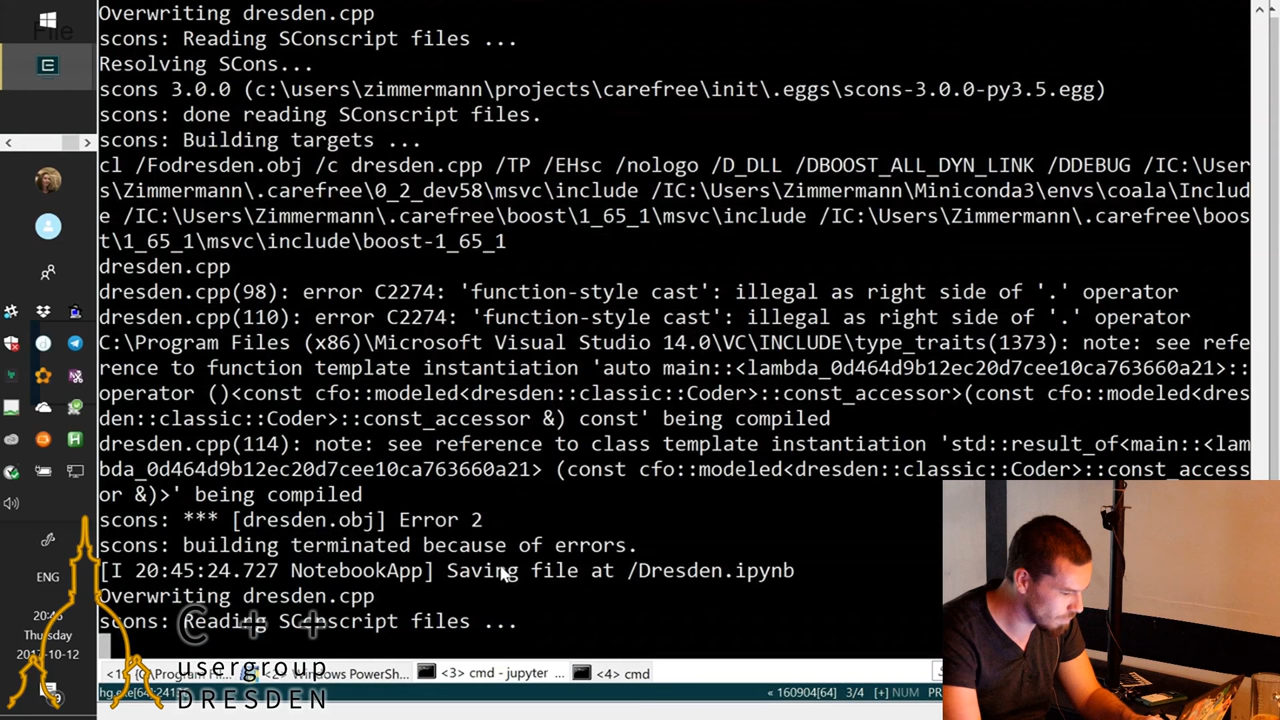 File
Overwriting dresden.cpp
scons: Reading SConscript files ...
Resolving SCons...
scons 3.0.0 (c:\users\zimmermann\projects\carefree\init\.eggs\scons-3.0.0-py3.5.egg)
scons: done reading SConscript files.
scons: Building targets ...
cl /Fodresden.obj /c dresden.cpp /TP /EHsc /nologo /D_DLL /DBOOST_ALL_DYN_LINK /DDEBUG /IC:\User
s\Zimmermann\.carefree\0_2_dev58\msvc\include /IC:\Users\Zimmermann\Miniconda3\envs\coala\Includ
e /IC:\Users\Zimmermann\.carefree\boost\1_65_1\msvc\include /IC:\Users\Zimmermann\.carefree\boos
t\1_65_1\msvc\include\boost-1_65_1
dresden.cpp
dresden.cpp(98): error C2274: 'function-style cast': illegal as right side of '.' operator
dresden.cpp(110): error C2274: 'function-style cast': illegal as right side of '.' operator
C:\Program Files (x86)\Microsoft Visual Studio 14.0\VC\INCLUDE\type_traits(1373): note: see refe
rence to function template instantiation 'auto main::<lambda_0d464d9b12ec20d7cee10ca763660a21>::
operator ()<const cfo::modeled<dresden::classic::Coder>::const_accessor>(const cfo::modeled<dres
den::classic::Coder>::const_accessor &) const' being compiled
dresden.cpp(114): note: see reference to class template instantiation 'std::result_of<main::<lam
bda_0d464d9b12ec20d7cee10ca763660a21> (const cfo::modeled<dresden::classic::Coder>::const_access
or &)>' being compiled
scons: *** [dresden.obj] Error 2
scons: building terminated because of errors.
[I 20:45:24.727 NotebookApp] Saving file at /Dresden.ipynb
Overwriting dresden.cpp
scons: Reading SConscript files ...
ENG
20:46
Thursday
2017-10-12
C++
usergroup
DRESDEN
Windows PowerSh... <3> cmd - jupyter ... <4> cmd
« 160904[64] 3/4 [+] NUM